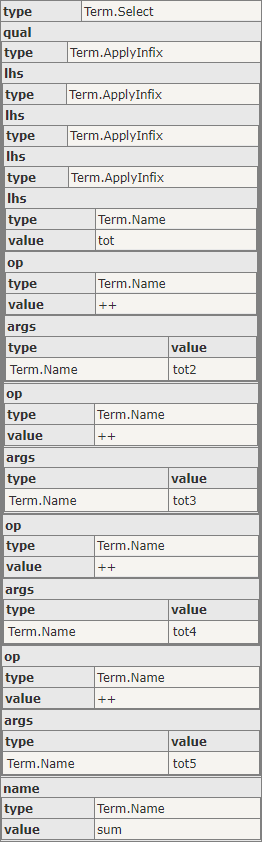 type Term.Select
qual
type Term.ApplyInfix
lhs
type Term.ApplyInfix
lhs
type Term.ApplyInfix
lhs
type Term.ApplyInfix
lhs
type Term.Name
value tot
op
type Term.Name
value ++
args
type value
Term.Name tot2
op
type Term.Name
value ++
args
type value
Term.Name tot3
op
type Term.Name
value ++
args
type value
Term.Name tot4
op
type Term.Name
value ++
args
type value
Term.Name tot5
name
type Term.Name
value sum